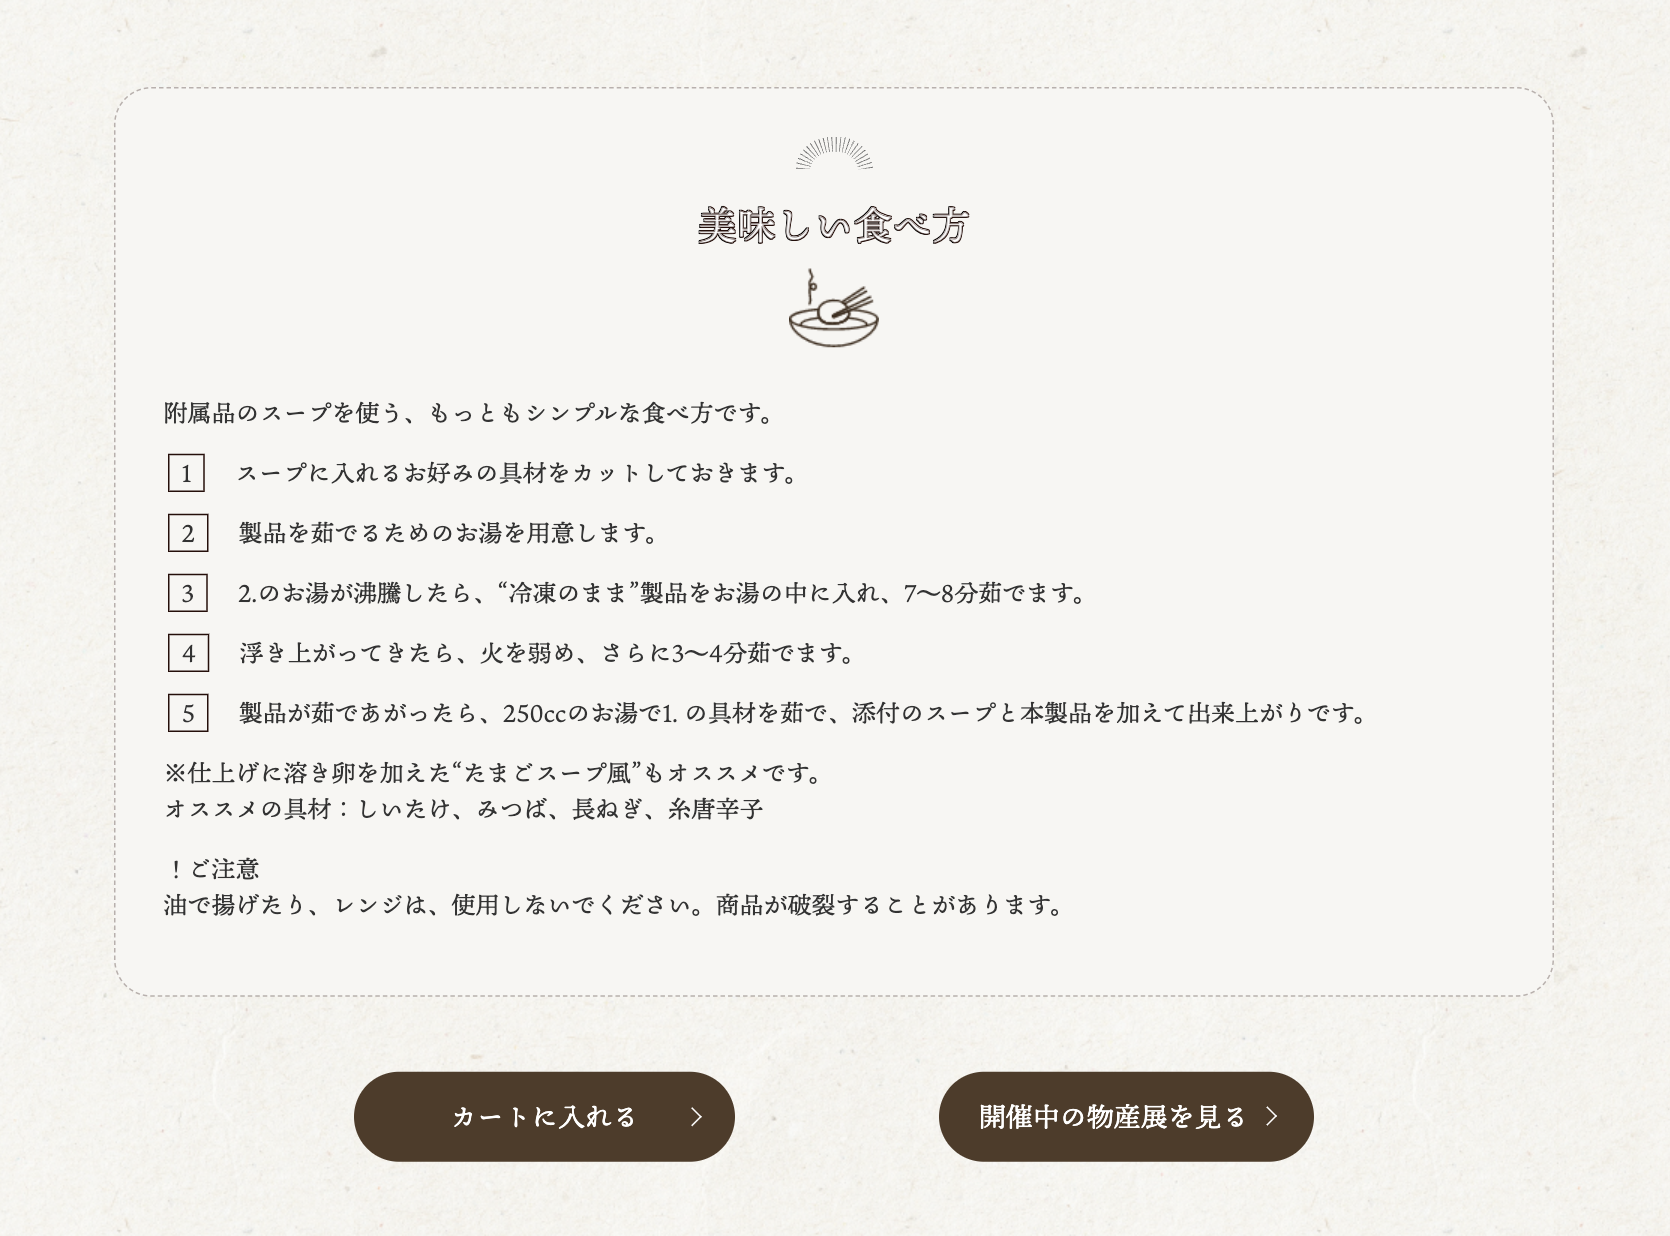 美味しい食べ方
附属品のスープを使う、もっともシンプルな食べ方です。
1 スープに入れるお好みの具材をカットしておきます。
2 製品を茹でるためのお湯を用意します。
3 2.のお湯が沸騰したら、“冷凍のまま”製品をお湯の中に入れ、7〜8分茹でます。
4 浮き上がってきたら、火を弱め、さらに3〜4分茹でます。
5 製品が茹であがったら、250ccのお湯で1. の具材を茹で、添付のスープと本製品を加えて出来上がりです。
※仕上げに溶き卵を加えた“たまごスープ風”もオススメです。
オススメの具材：しいたけ、みつば、長ねぎ、糸唐辛子
！ご注意
油で揚げたり、レンジは、使用しないでください。商品が破裂することがあります。
カートに入れる
開催中の物産展を見る